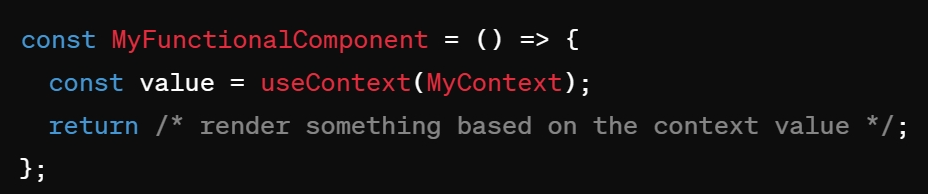 const MyFunctionalComponent = () => {
  const value = useContext(MyContext);
  return /* render something based on the context value */;
};